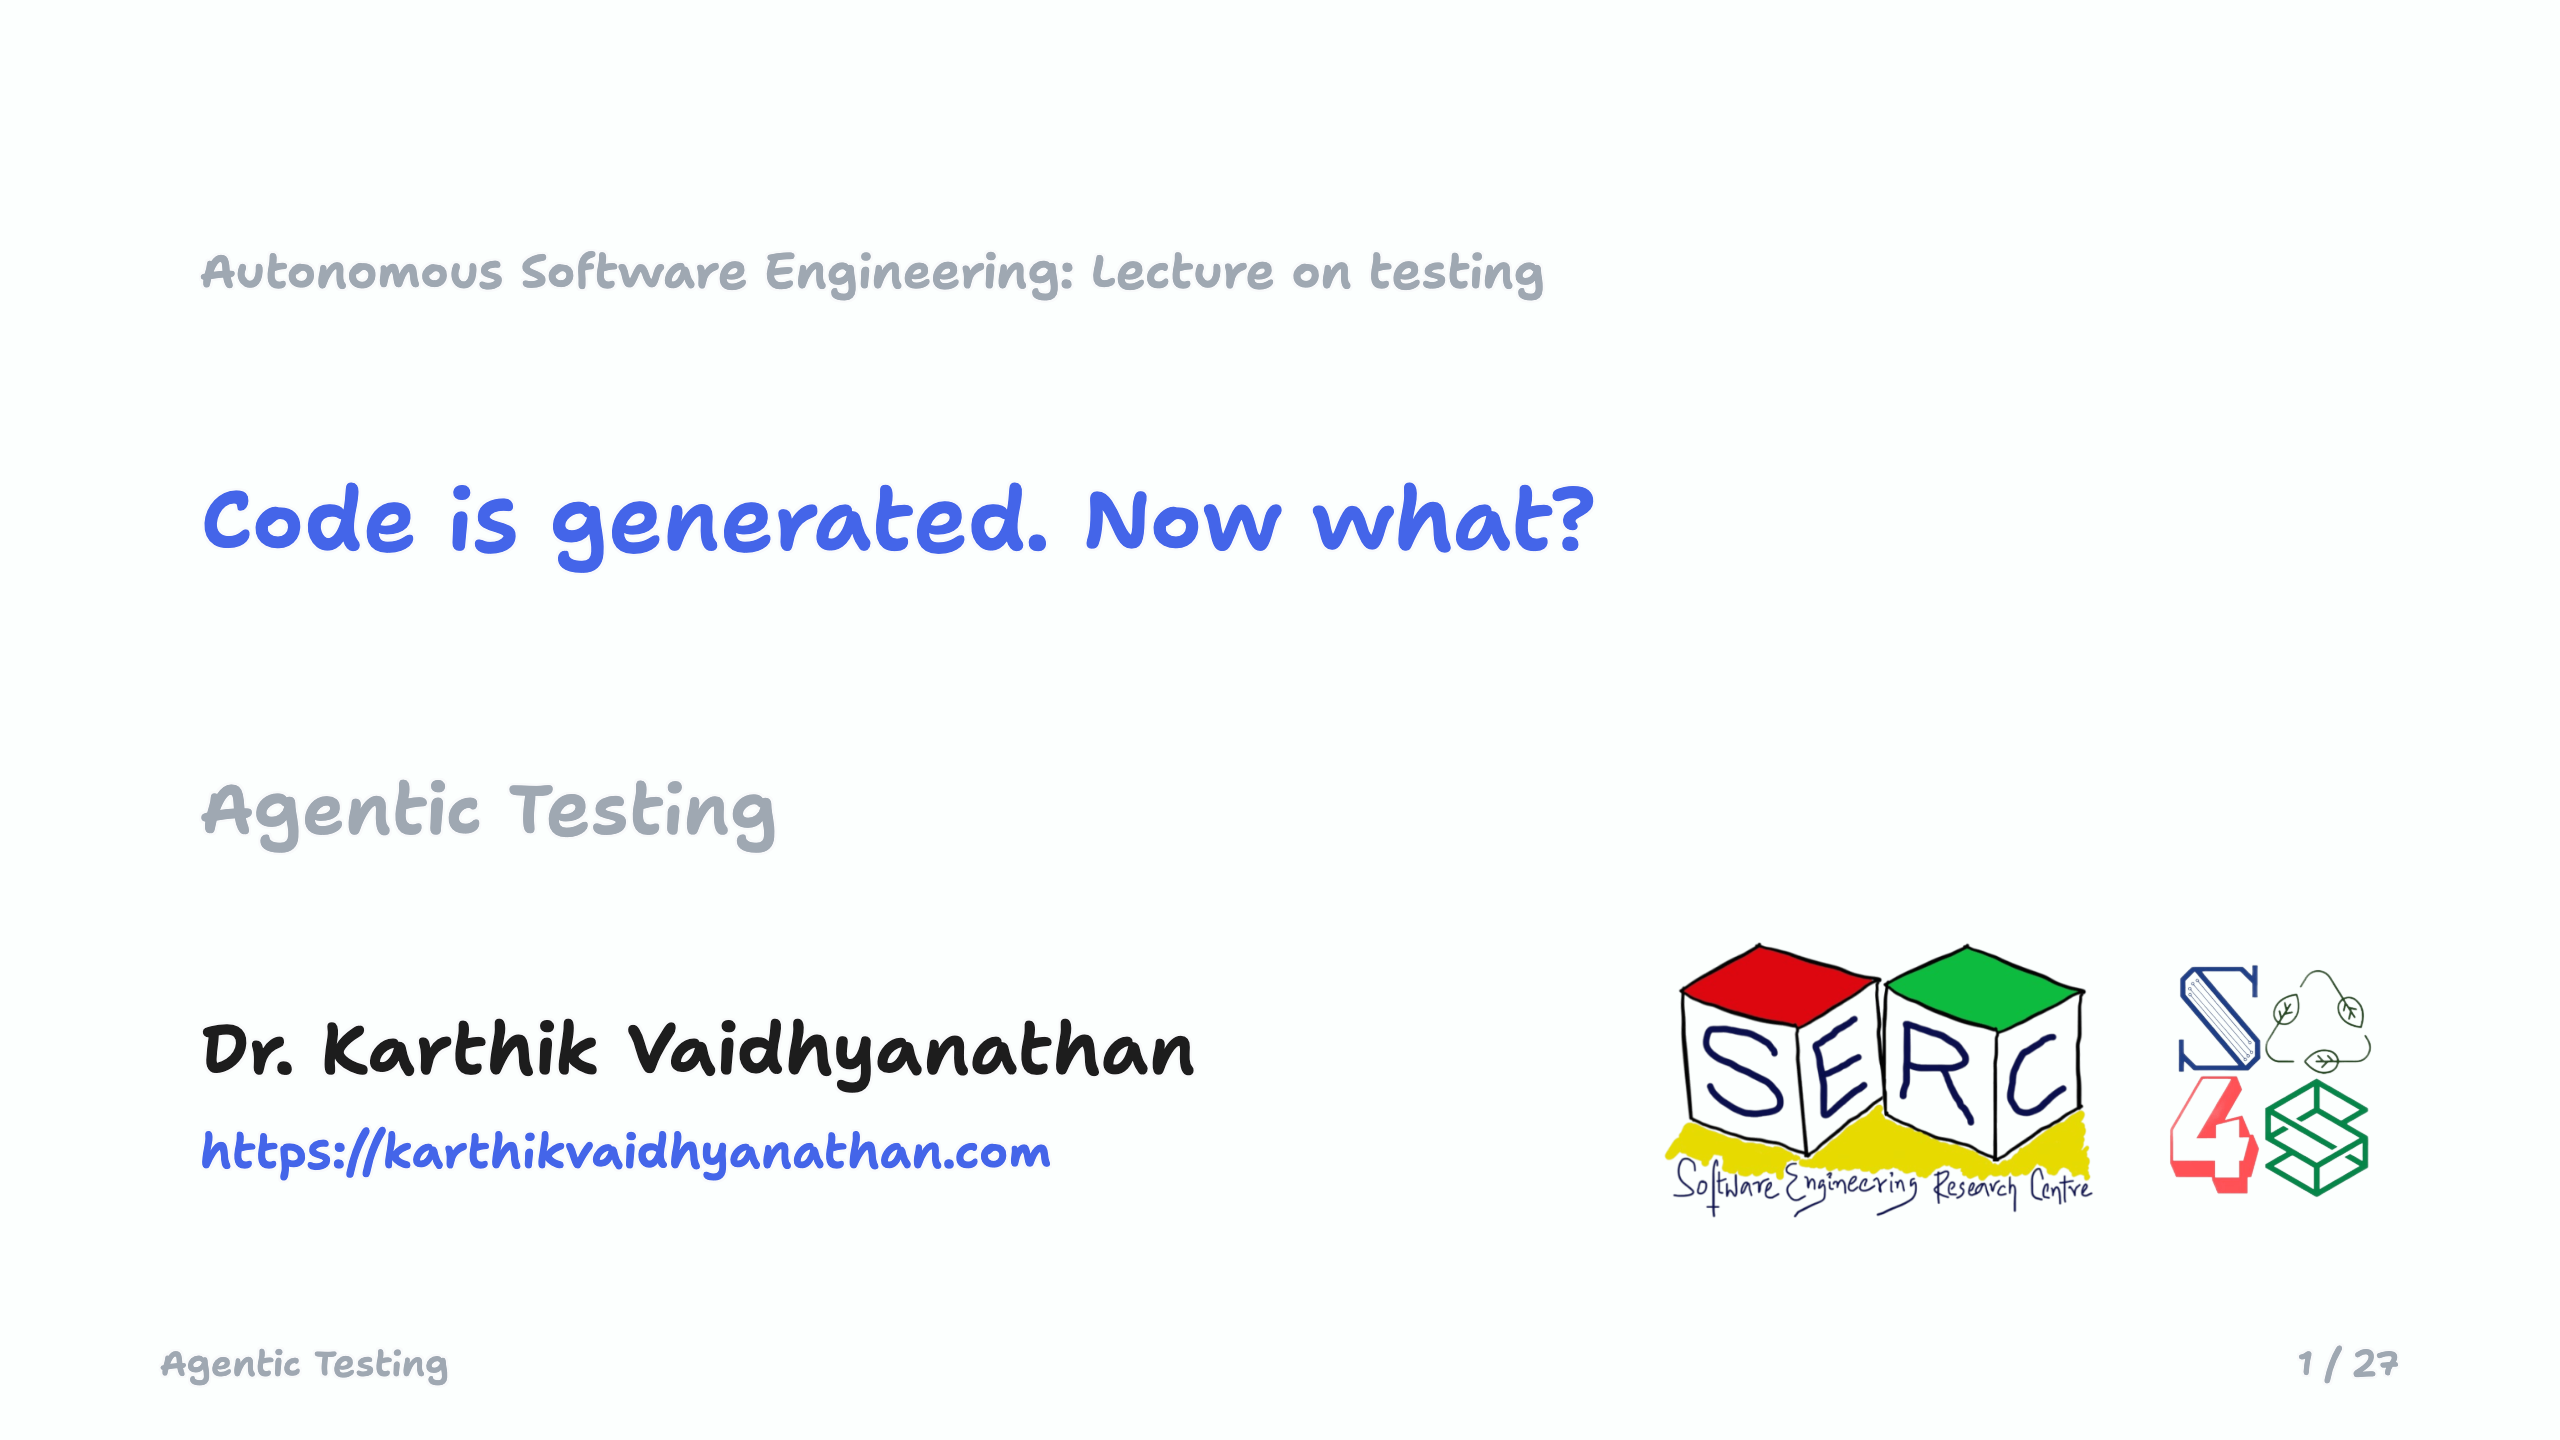 Autonomous Software Engineering: Lecture on testing
Code is generated. Now what?
Agentic Testing
Dr. Karthik Vaidhyanathan
https://karthikvaidhyanathan.com
SERC
Software Engineering Research Centre
S
4S
Agentic Testing
1 / 27